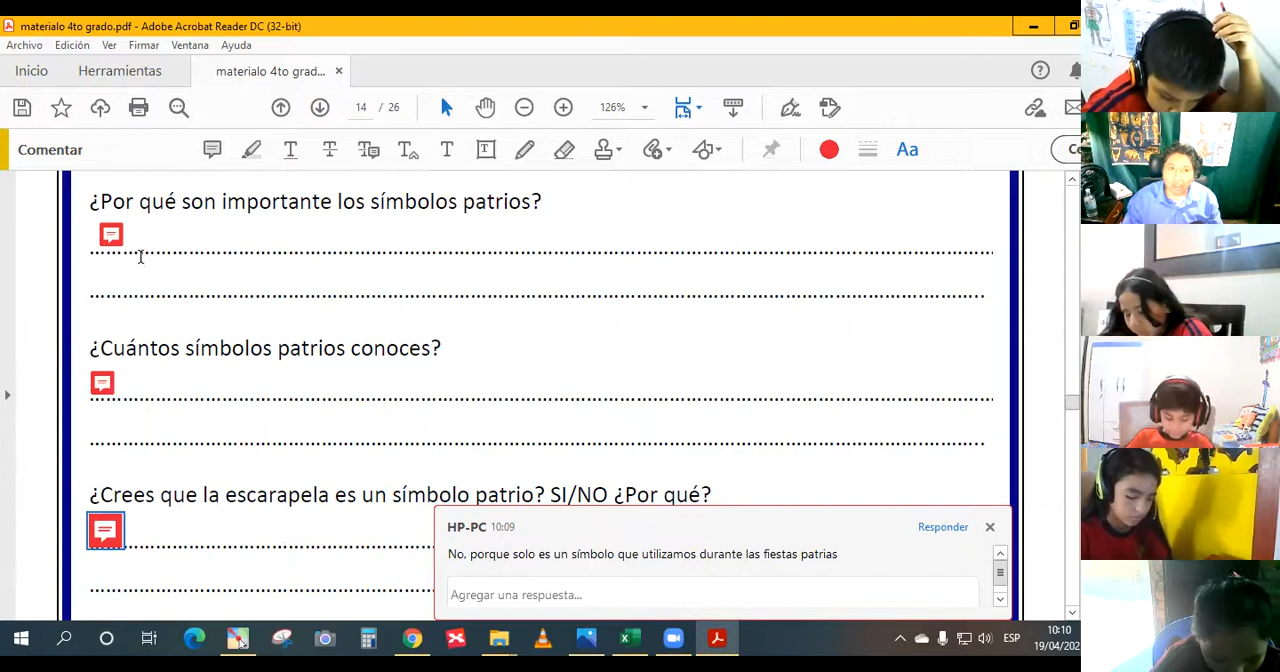 materialo 4to grado.pdf - Adobe Acrobat Reader DC (32-bit)
Archivo Edición Ver Firmar Ventana Ayuda
Inicio Herramientas materialo 4to grad... ×
14 / 26 126%
Comentar
¿Por qué son importante los símbolos patrios?
¿Cuántos símbolos patrios conoces?
¿Crees que la escarapela es un símbolo patrio? SI/NO ¿Por qué?
HP-PC 10:09 Responder
No, porque solo es un símbolo que utilizamos durante las fiestas patrias
Agregar una respuesta...
ESP
10:10